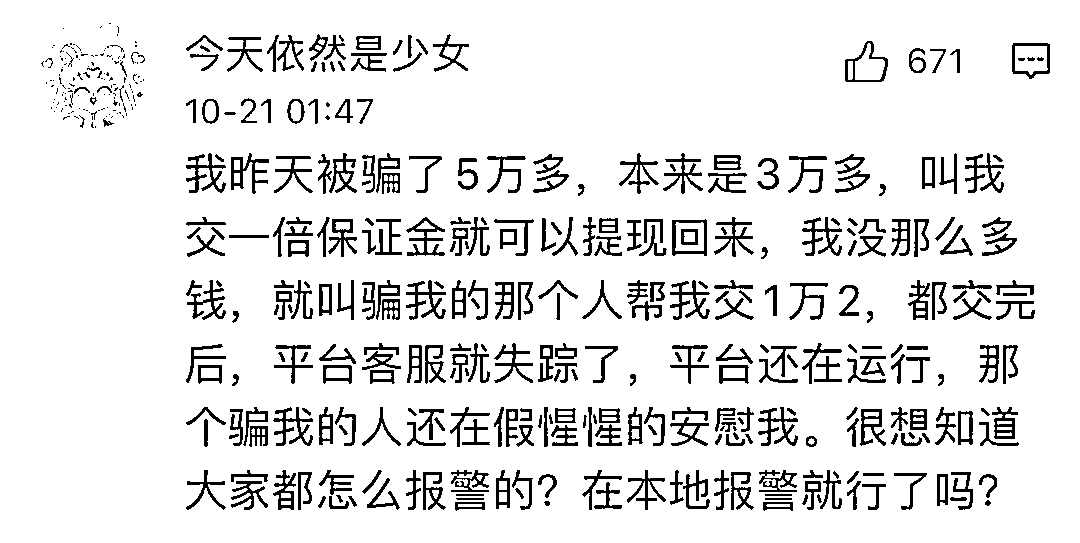 今天依然是少女
671
10-21 01:47
我昨天被骗了5万多，本来是3万多，叫我
交一倍保证金就可以提现回来，我没那么多
钱，就叫骗我的那个人帮我交1万2，都交完
后，平台客服就失踪了，平台还在运行，那
个骗我的人还在假惺惺的安慰我。很想知道
大家都怎么报警的？在本地报警就行了吗？